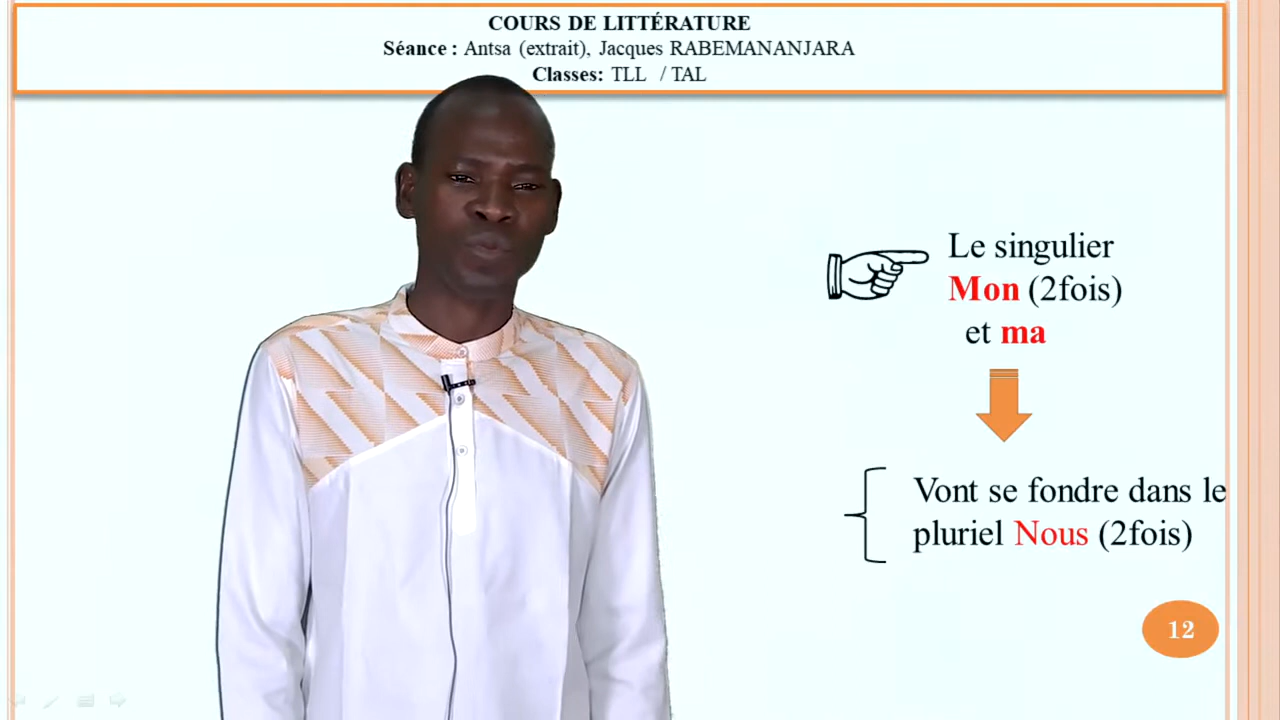 COURS DE LITTÉRATURE
Séance : Antsa (extrait), Jacques RABEMANANJARA
Classes: TLL / TAL
Le singulier
Mon (2fois)
et ma
Vont se fondre dans le
pluriel Nous (2fois)
12